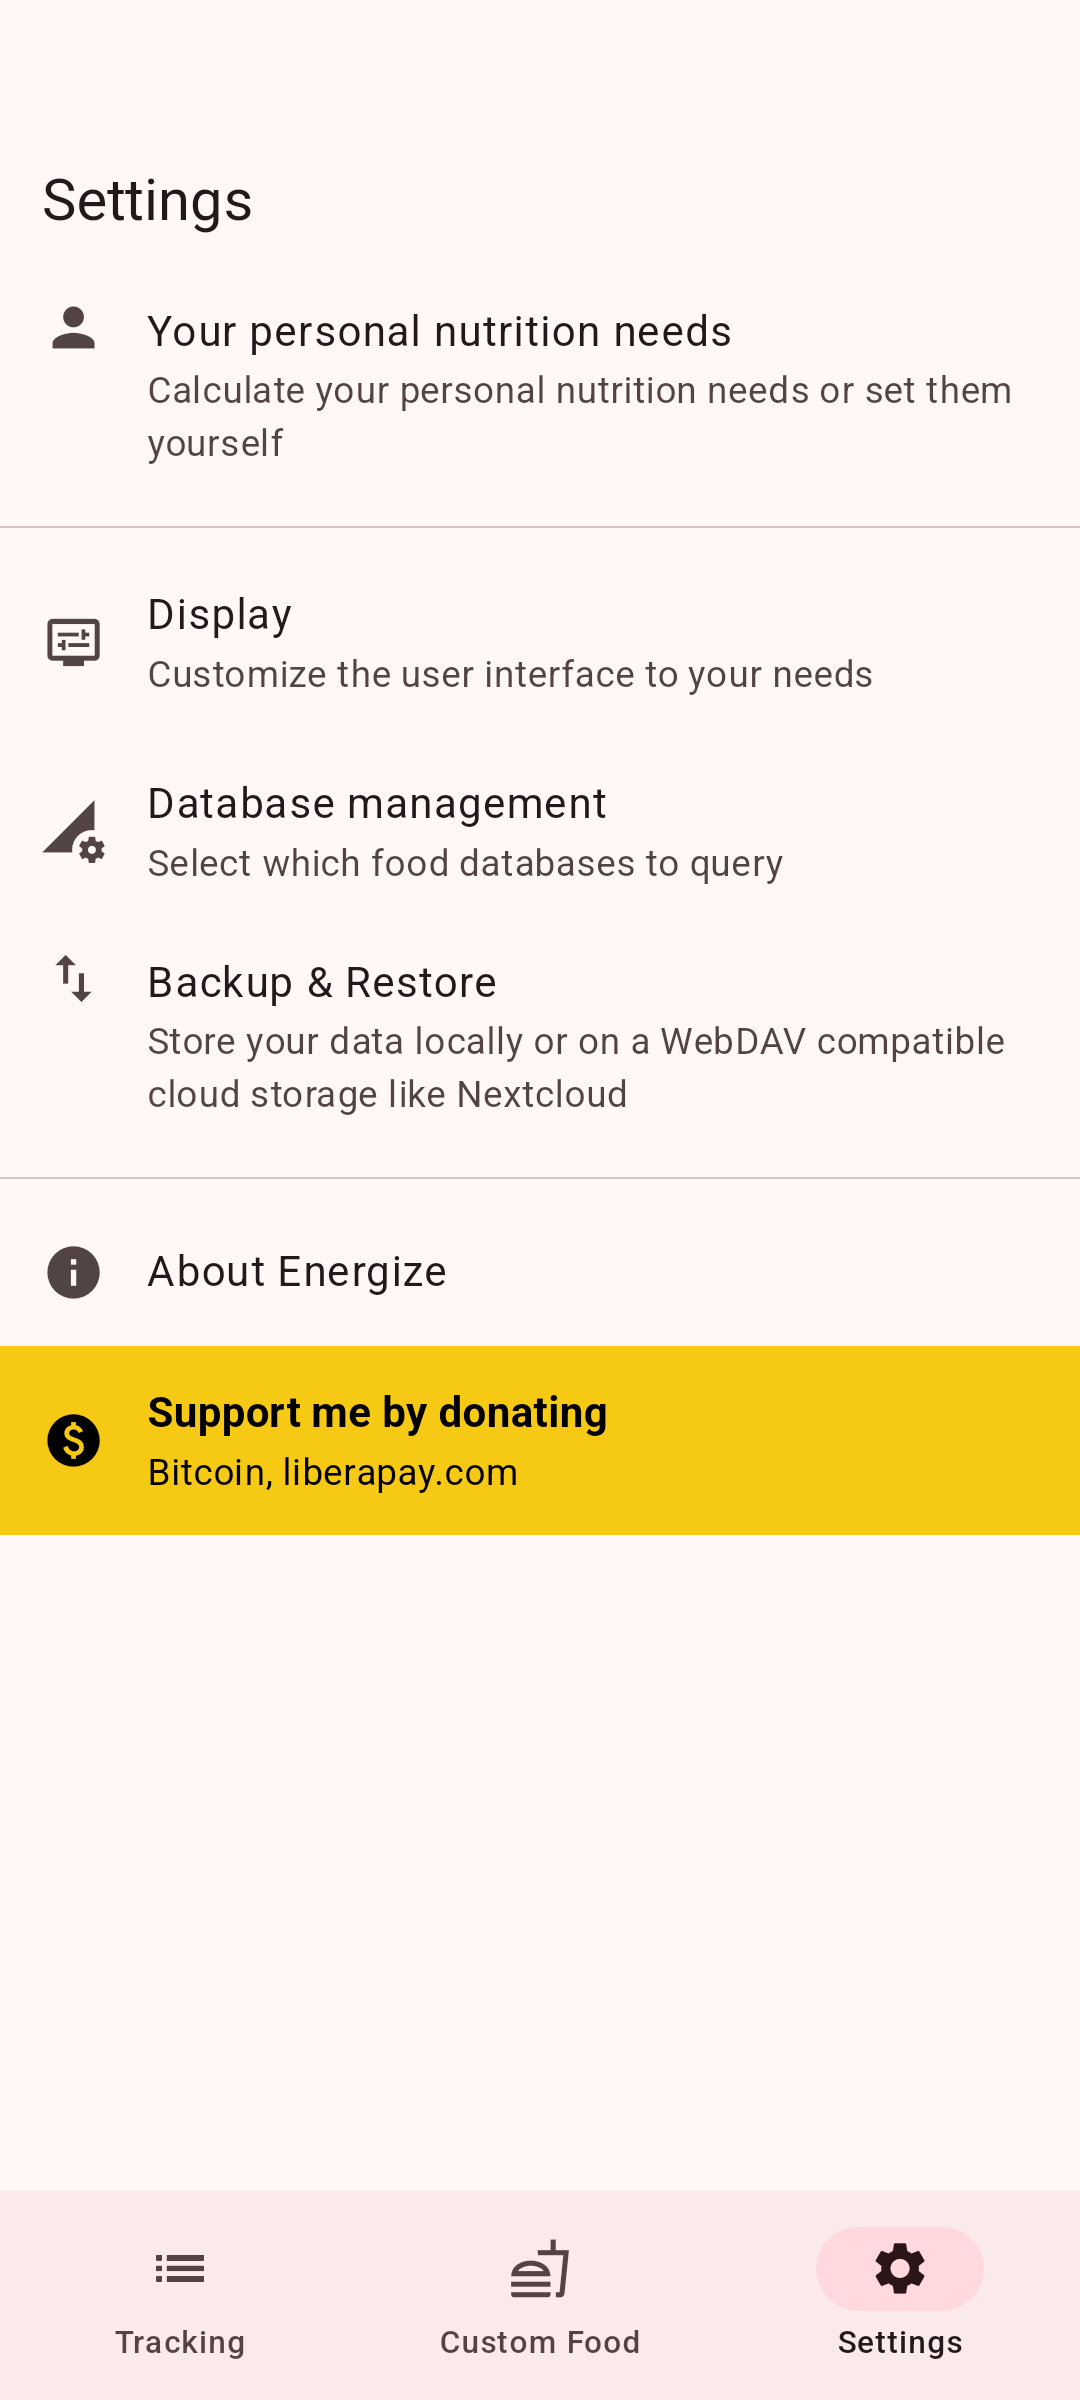 Settings
Your personal nutrition needs
Calculate your personal nutrition needs or set them
yourself
Display
Customize the user interface to your needs
Database management
Select which food databases to query
Backup & Restore
Store your data locally or on a WebDAV compatible
cloud storage like Nextcloud
About Energize
Support me by donating
Bitcoin, liberapay.com
Tracking
Custom Food
Settings